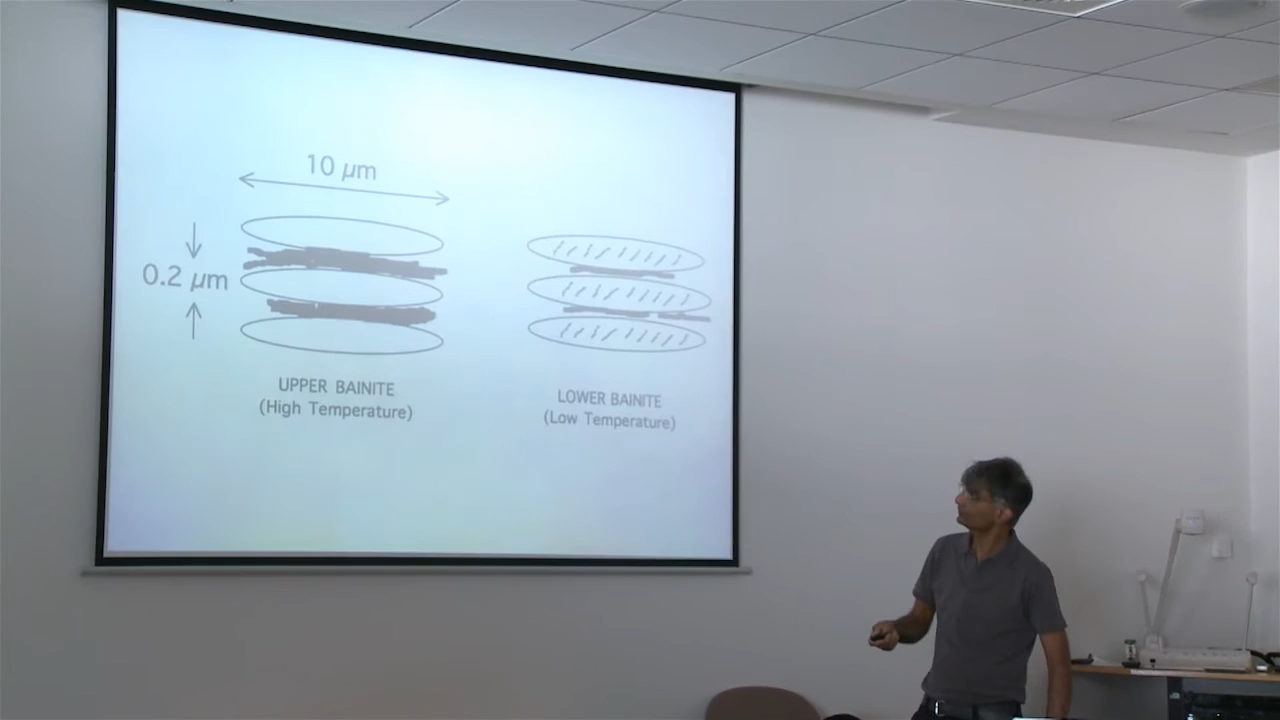 10 μm
0.2 μm
UPPER BAINITE
(High Temperature)
LOWER BAINITE
(Low Temperature)